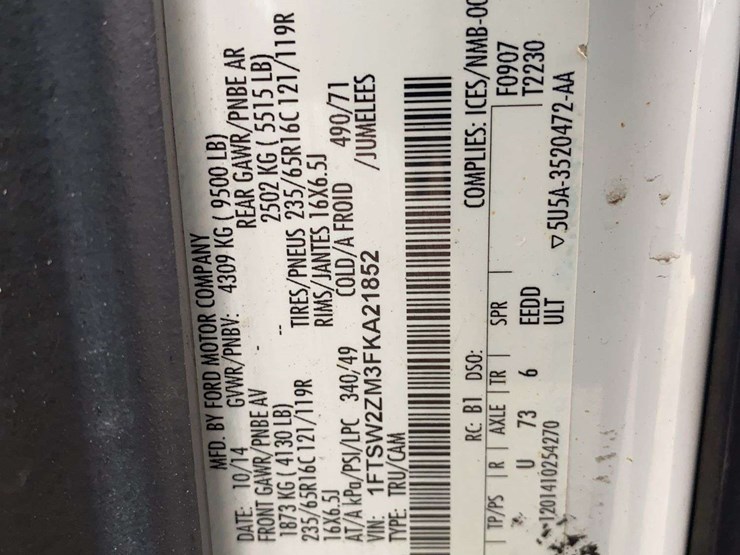 MFD. BY FORD MOTOR COMPANY
DATE: 10/14 GVWR/PNBV: 4309 KG ( 9500 LB)
FRONT GAWR/PNBE AV - REAR GAWR/PNBE AR
1873 KG ( 4130 LB) -- 2502 KG ( 5515 LB)
235/65R16C 121/119R TIRES/PNEUS 235/65R16C 121/119R
16X6.5J RIMS/JANTES 16X6.5J
AT/A kPa/PSI/LPC 340/49 COLD/A FROID 490/71
VIN: 1FTSW2ZM3FKA21852 /JUMELEES
TYPE: TRU/CAM
RC: B1 DSO: COMPLIES: ICES/NMB-00
TP/PS R AXLE TR SPR F0907
U 73 6 EEDD T2230
ULT
*1201410254270 ▽ 5U5A-3520472-AA